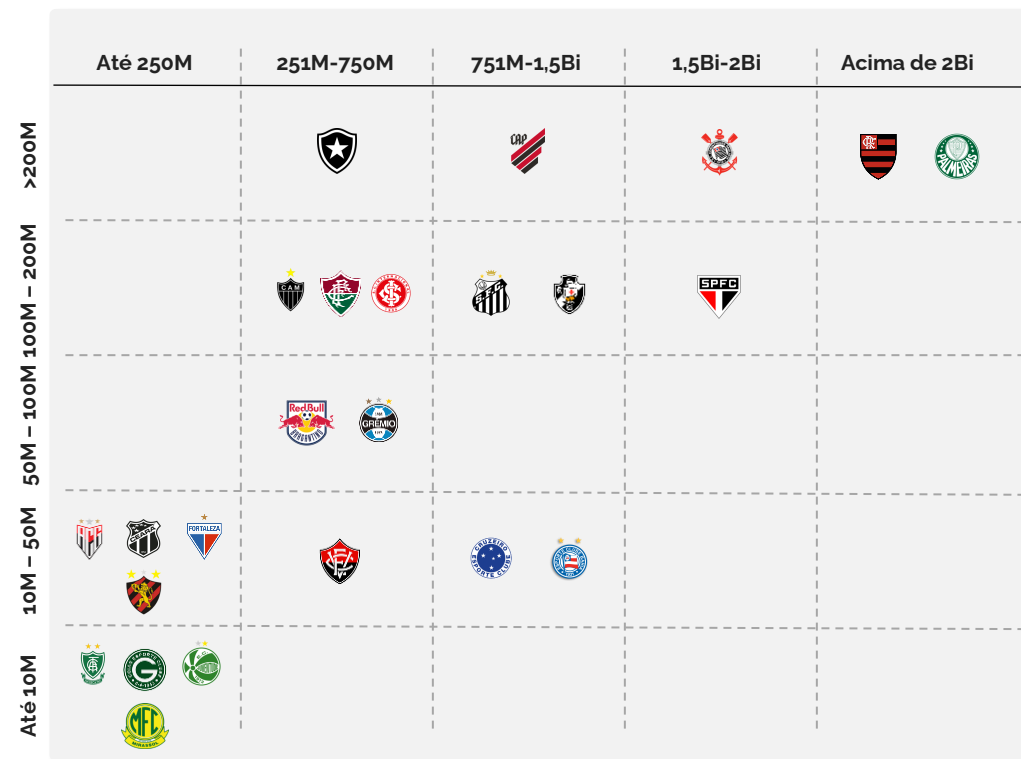 Até 250M 251M-750M 751M-1,5Bi 1,5Bi-2Bi Acima de 2Bi
>200M
CAP
PALMEIRAS
100M – 200M
CAM
S.F.C.
SPFC
50M – 100M
Red Bull
BRAGANTINO
GRÊMIO
10M – 50M
CEARÁ
FORTALEZA
CRUZEIRO
ESPORTE CLUBE
Até 10M
G
MFC
MIRASSOL